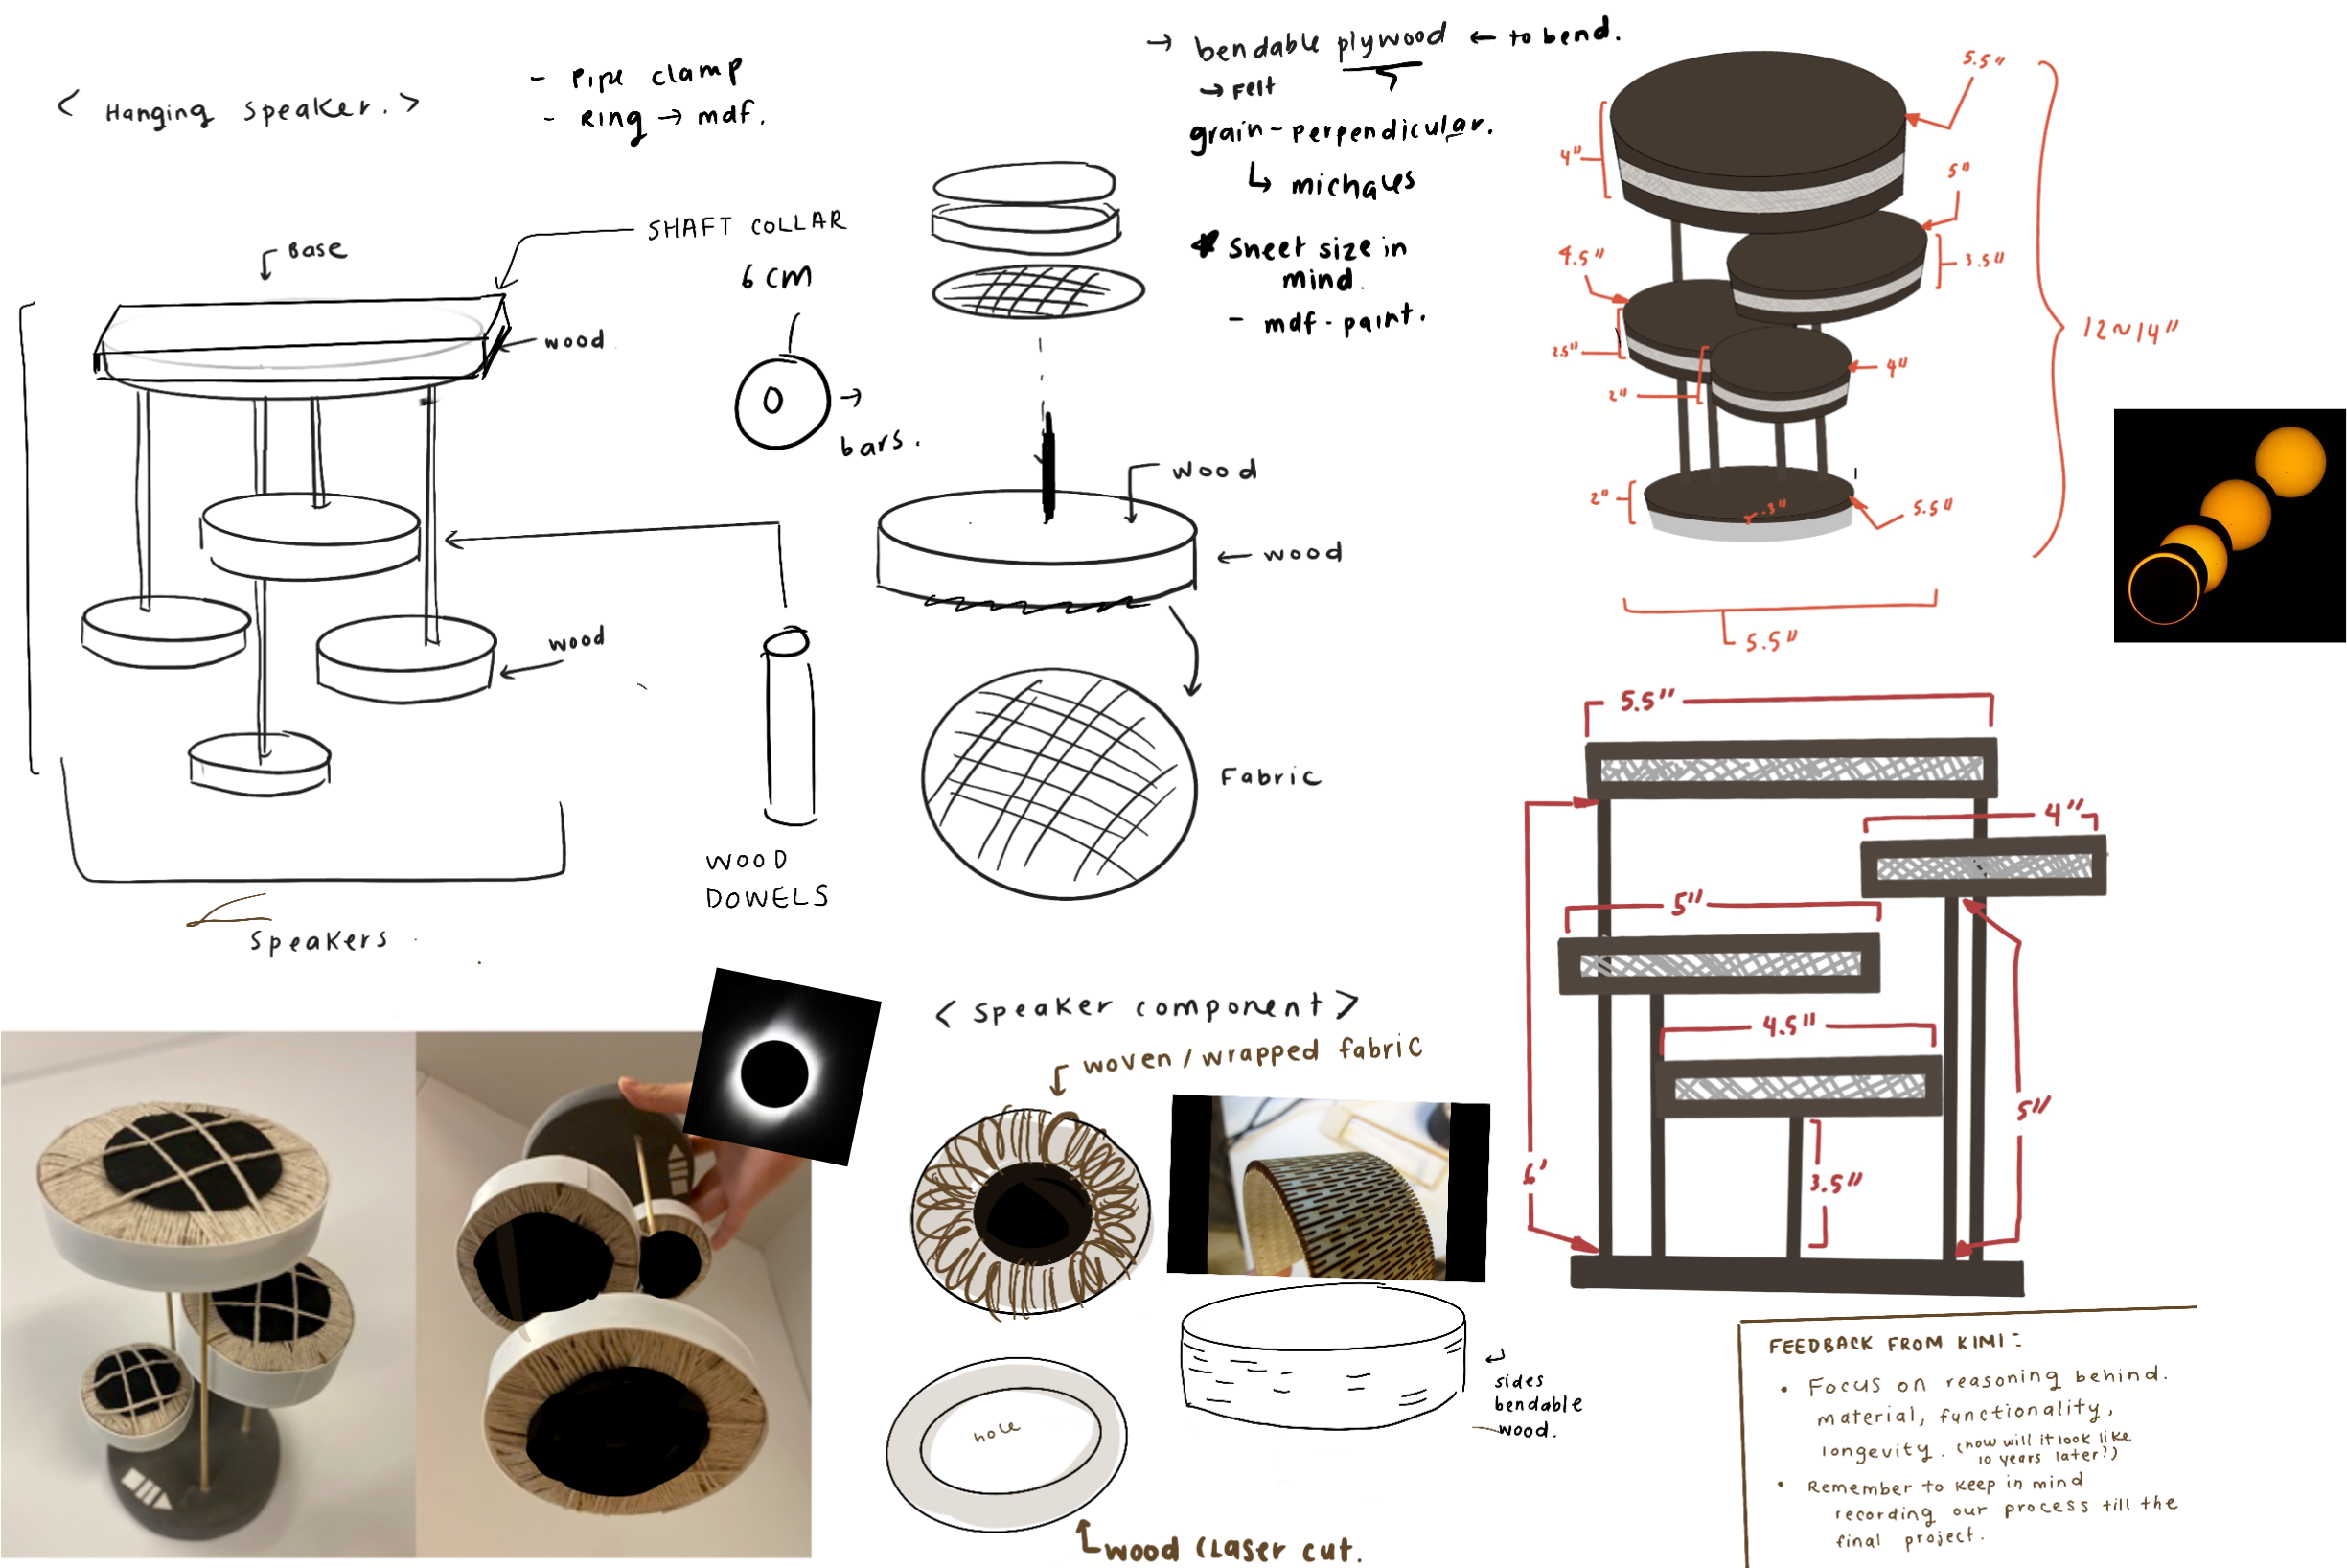 < Hanging speaker. >
- Pipe clamp
- Ring → mdf.
SHAFT COLLAR
Base
wood
6 cm
bars.
wood
WOOD
DOWELS
speakers
→ bendable plywood ← to bend.
→ Felt
grain-perpendicular.
↳ michaels
* Sheet size in
mind.
- mdf-paint.
wood
← wood
Fabric
5.5"
4"
5"
3.5"
4.5"
2.5"
4"
2"
12~14"
2"
.3"
5.5"
5.5"
5.5"
4"
5"
4.5"
5"
3.5"
6'
< Speaker component >
woven / wrapped fabric
hole
sides
bendable
wood.
wood (Laser cut.
FEEDBACK FROM KIMI:
• Focus on reasoning behind.
material, functionality,
longevity. (how will it look like
10 years later?)
• Remember to keep in mind
recording our process till the
final project.